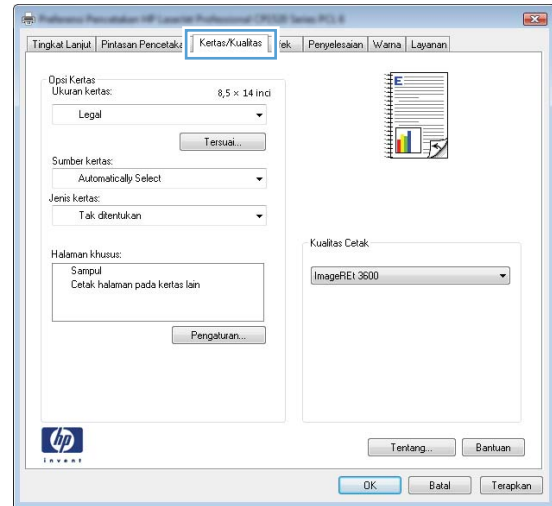 Tingkat Lanjut Pintasan Pencetaka Kertas/Kualitas fek Penyelesaian Warna Layanan
Opsi Kertas
Ukuran kertas: 8,5 × 14 inci
Legal
Tersuai...
Sumber kertas:
Automatically Select
Jenis kertas:
Tak ditentukan
Halaman khusus:
Sampul
Cetak halaman pada kertas lain
Pengaturan...
E
Kualitas Cetak
ImageREt 3600
hp
invent
Tentang... Bantuan
OK Batal Terapkan